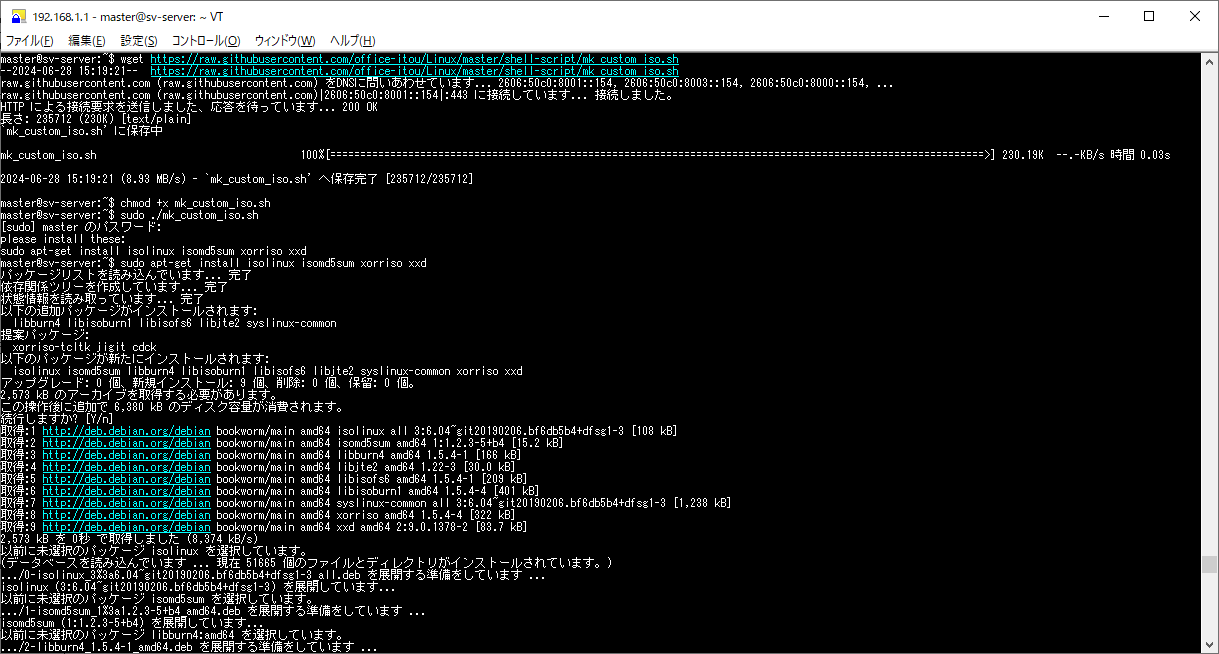 192.168.1.1 - master@sv-server: ~ VT
ファイル(F) 編集(E) 設定(S) コントロール(O) ウィンドウ(W) ヘルプ(H)
master@sv-server:~$ wget https://raw.githubusercontent.com/office-itou/Linux/master/shell-script/mk_custom_iso.sh
--2024-06-28 15:19:21--  https://raw.githubusercontent.com/office-itou/Linux/master/shell-script/mk_custom_iso.sh
raw.githubusercontent.com (raw.githubusercontent.com) をDNSに問いあわせています... 2606:50c0:8001::154, 2606:50c0:8003::154, 2606:50c0:8000::154, ...
raw.githubusercontent.com (raw.githubusercontent.com)|2606:50c0:8001::154|:443 に接続しています... 接続しました。
HTTP による接続要求を送信しました、応答を待っています... 200 OK
長さ: 235712 (230K) [text/plain]
`mk_custom_iso.sh' に保存中
mk_custom_iso.sh 100%[=============================================================================================>] 230.19K --.-KB/s 時間 0.03s
2024-06-28 15:19:21 (8.93 MB/s) - `mk_custom_iso.sh' へ保存完了 [235712/235712]
master@sv-server:~$ chmod +x mk_custom_iso.sh
master@sv-server:~$ sudo ./mk_custom_iso.sh
[sudo] master のパスワード:
please install these:
sudo apt-get install isolinux isomd5sum xorriso xxd
master@sv-server:~$ sudo apt-get install isolinux isomd5sum xorriso xxd
パッケージリストを読み込んでいます... 完了
依存関係ツリーを作成しています... 完了
状態情報を読み取っています... 完了
以下の追加パッケージがインストールされます:
  libburn4 libisoburn1 libisofs6 libjte2 syslinux-common
提案パッケージ:
  xorriso-tcltk jigit cdck
以下のパッケージが新たにインストールされます:
  isolinux isomd5sum libburn4 libisoburn1 libisofs6 libjte2 syslinux-common xorriso xxd
アップグレード: 0 個、新規インストール: 9 個、削除: 0 個、保留: 0 個。
2,573 kB のアーカイブを取得する必要があります。
この操作後に追加で 6,380 kB のディスク容量が消費されます。
続行しますか? [Y/n]
取得:1 http://deb.debian.org/debian bookworm/main amd64 isolinux all 3:6.04~git20190206.bf6db5b4+dfsg1-3 [108 kB]
取得:2 http://deb.debian.org/debian bookworm/main amd64 isomd5sum amd64 1:1.2.3-5+b4 [15.2 kB]
取得:3 http://deb.debian.org/debian bookworm/main amd64 libburn4 amd64 1.5.4-1 [166 kB]
取得:4 http://deb.debian.org/debian bookworm/main amd64 libjte2 amd64 1.22-3 [30.0 kB]
取得:5 http://deb.debian.org/debian bookworm/main amd64 libisofs6 amd64 1.5.4-1 [209 kB]
取得:6 http://deb.debian.org/debian bookworm/main amd64 libisoburn1 amd64 1.5.4-4 [401 kB]
取得:7 http://deb.debian.org/debian bookworm/main amd64 syslinux-common all 3:6.04~git20190206.bf6db5b4+dfsg1-3 [1,238 kB]
取得:8 http://deb.debian.org/debian bookworm/main amd64 xorriso amd64 1.5.4-4 [322 kB]
取得:9 http://deb.debian.org/debian bookworm/main amd64 xxd amd64 2:9.0.1378-2 [83.7 kB]
2,573 kB を 0秒 で取得しました (8,374 kB/s)
以前に未選択のパッケージ isolinux を選択しています。
(データベースを読み込んでいます ... 現在 51665 個のファイルとディレクトリがインストールされています。)
.../0-isolinux_3%3a6.04~git20190206.bf6db5b4+dfsg1-3_all.deb を展開する準備をしています ...
isolinux (3:6.04~git20190206.bf6db5b4+dfsg1-3) を展開しています...
以前に未選択のパッケージ isomd5sum を選択しています。
.../1-isomd5sum_1%3a1.2.3-5+b4_amd64.deb を展開する準備をしています ...
isomd5sum (1:1.2.3-5+b4) を展開しています...
以前に未選択のパッケージ libburn4:amd64 を選択しています。
.../2-libburn4_1.5.4-1_amd64.deb を展開する準備をしています ...